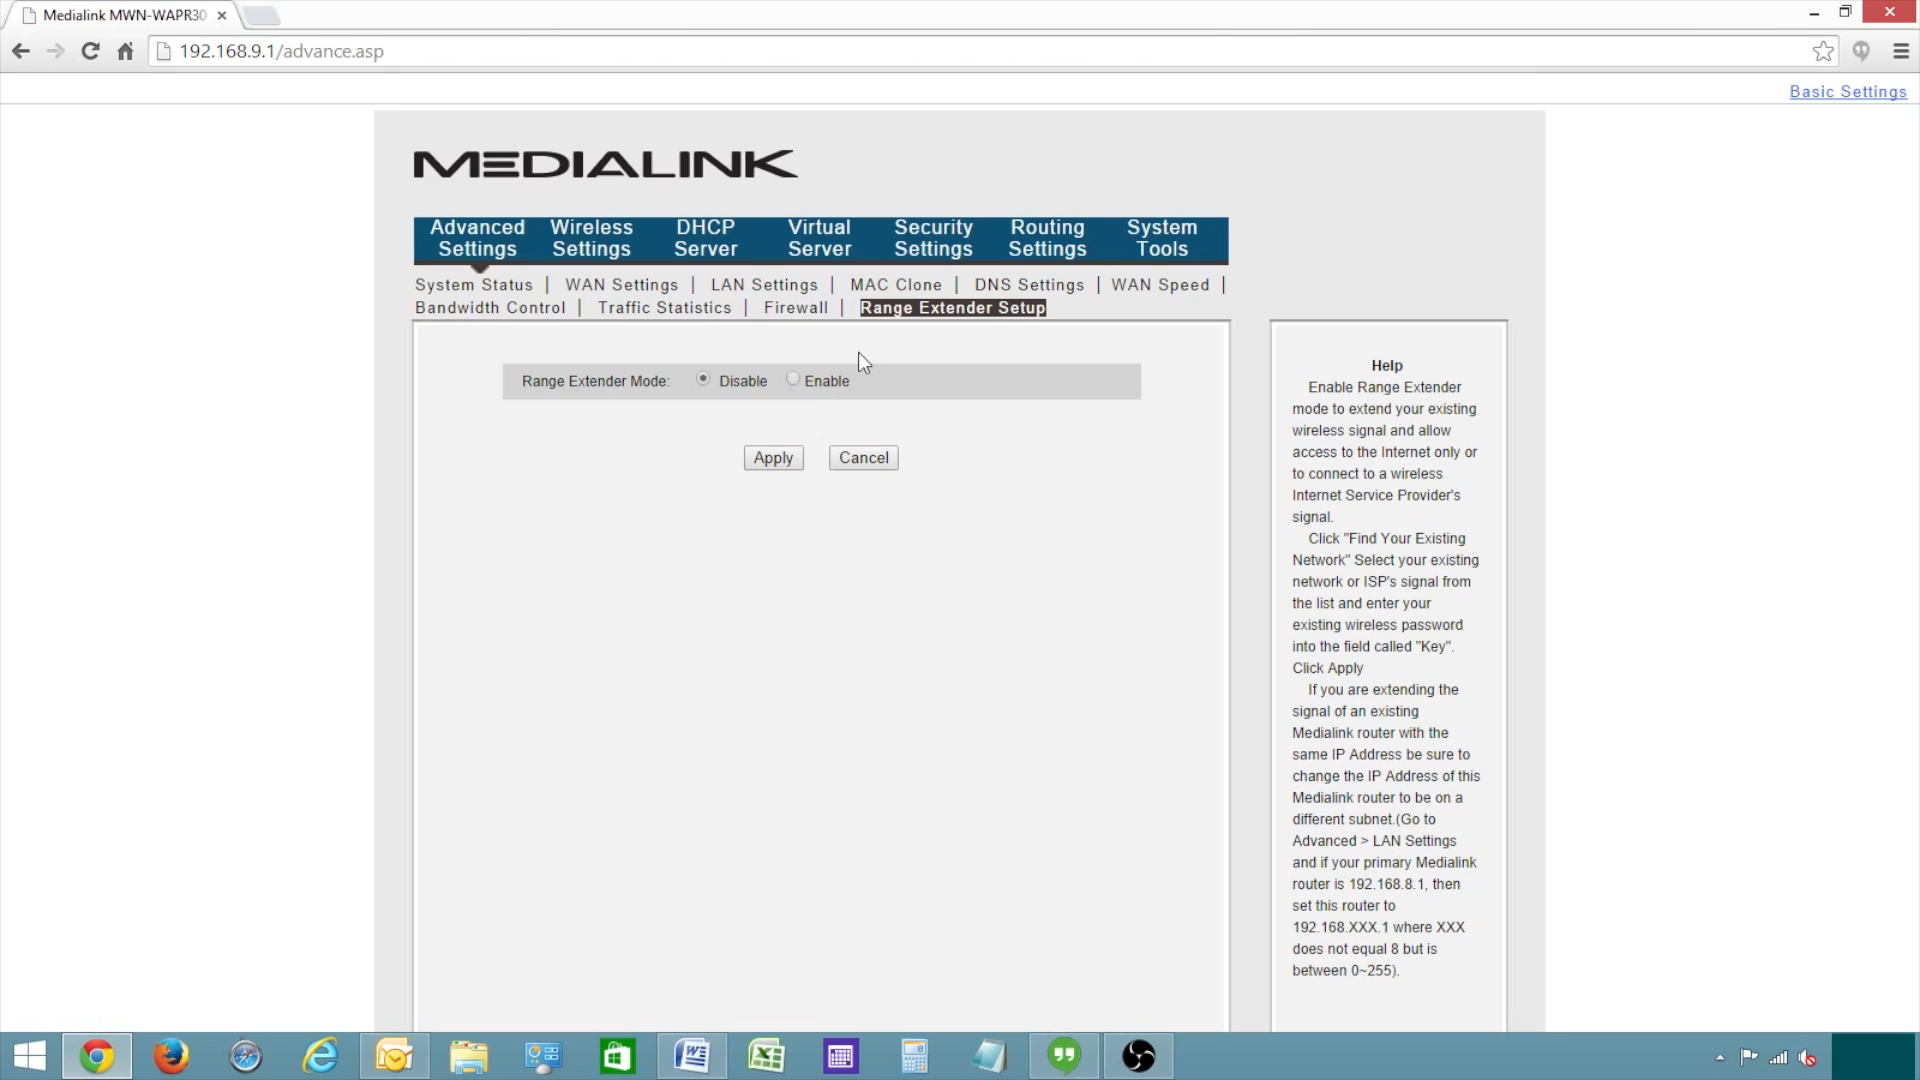 Medialink MWN-WAPR30
192.168.9.1/advance.asp
Basic Settings
MEDIALINK
Advanced Settings Wireless Settings DHCP Server Virtual Server Security Settings Routing Settings System Tools
System Status | WAN Settings | LAN Settings | MAC Clone | DNS Settings | WAN Speed |
Bandwidth Control | Traffic Statistics | Firewall | Range Extender Setup
Range Extender Mode: Disable Enable
Apply Cancel
Help
Enable Range Extender
mode to extend your existing
wireless signal and allow
access to the Internet only or
to connect to a wireless
Internet Service Provider's
signal.
Click "Find Your Existing
Network" Select your existing
network or ISP's signal from
the list and enter your
existing wireless password
into the field called "Key".
Click Apply
If you are extending the
signal of an existing
Medialink router with the
same IP Address be sure to
change the IP Address of this
Medialink router to be on a
different subnet.(Go to
Advanced > LAN Settings
and if your primary Medialink
router is 192.168.8.1, then
set this router to
192.168.XXX.1 where XXX
does not equal 8 but is
between 0~255).